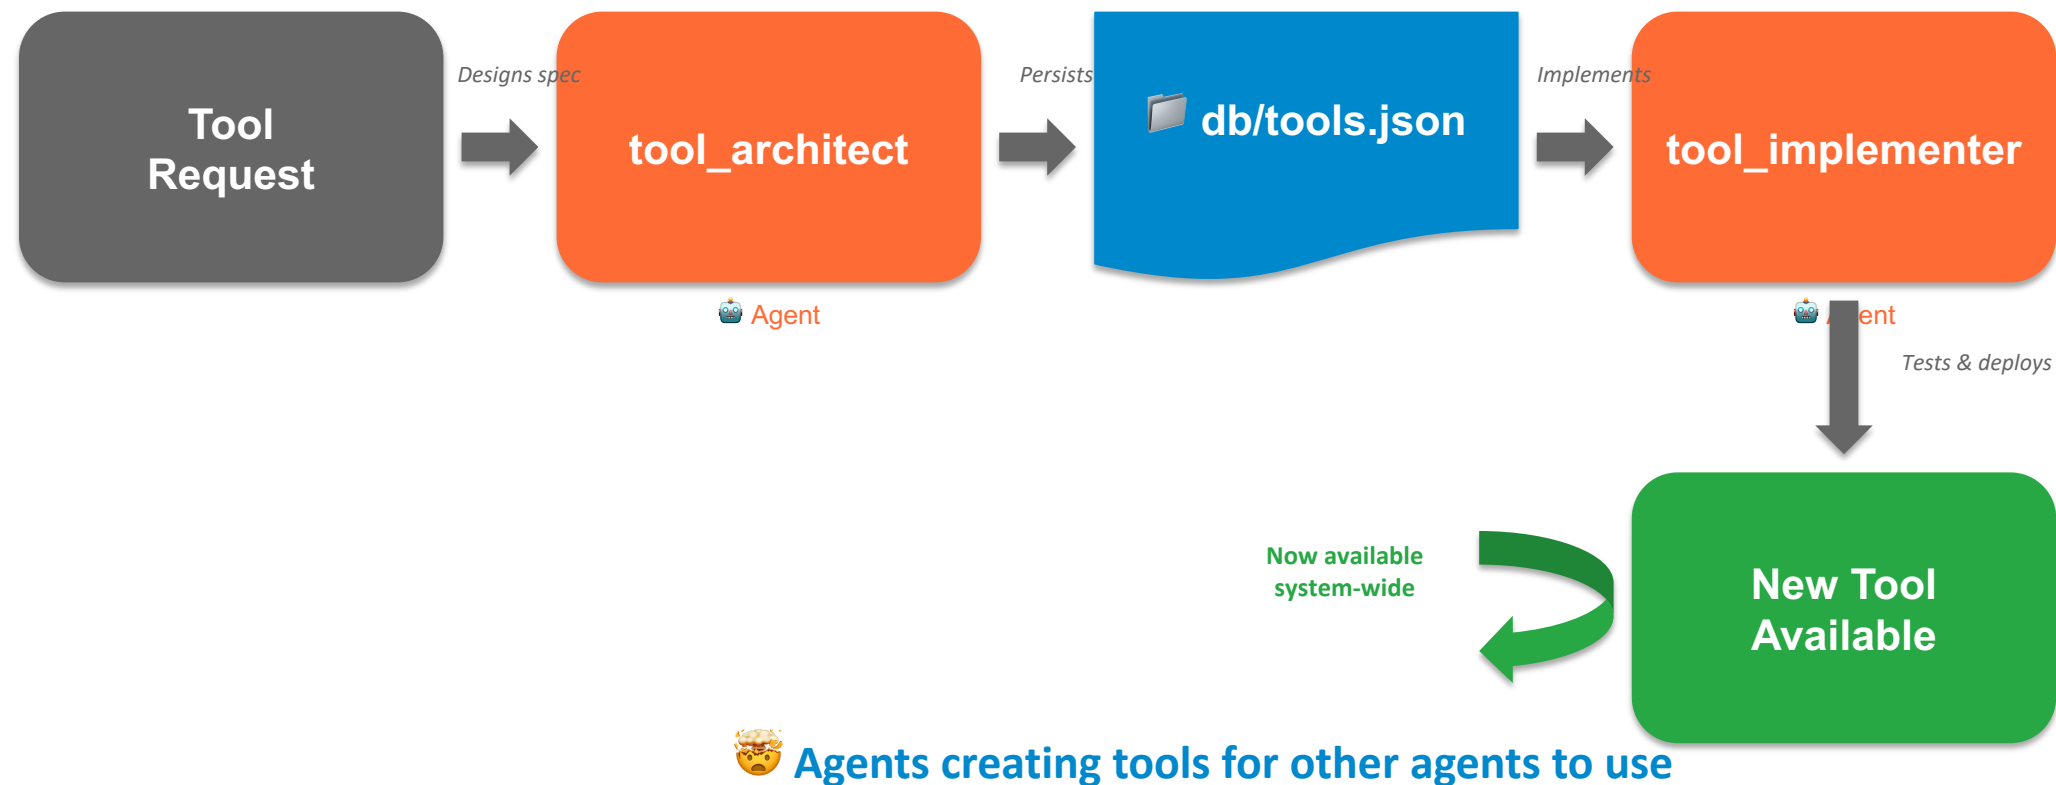 Tool
Request
Designs spec
tool_architect
Agent
Persists
db/tools.json
Implements
tool_implementer
ent
Tests & deploys
New Tool
Available
Now available
system-wide
Agents creating tools for other agents to use